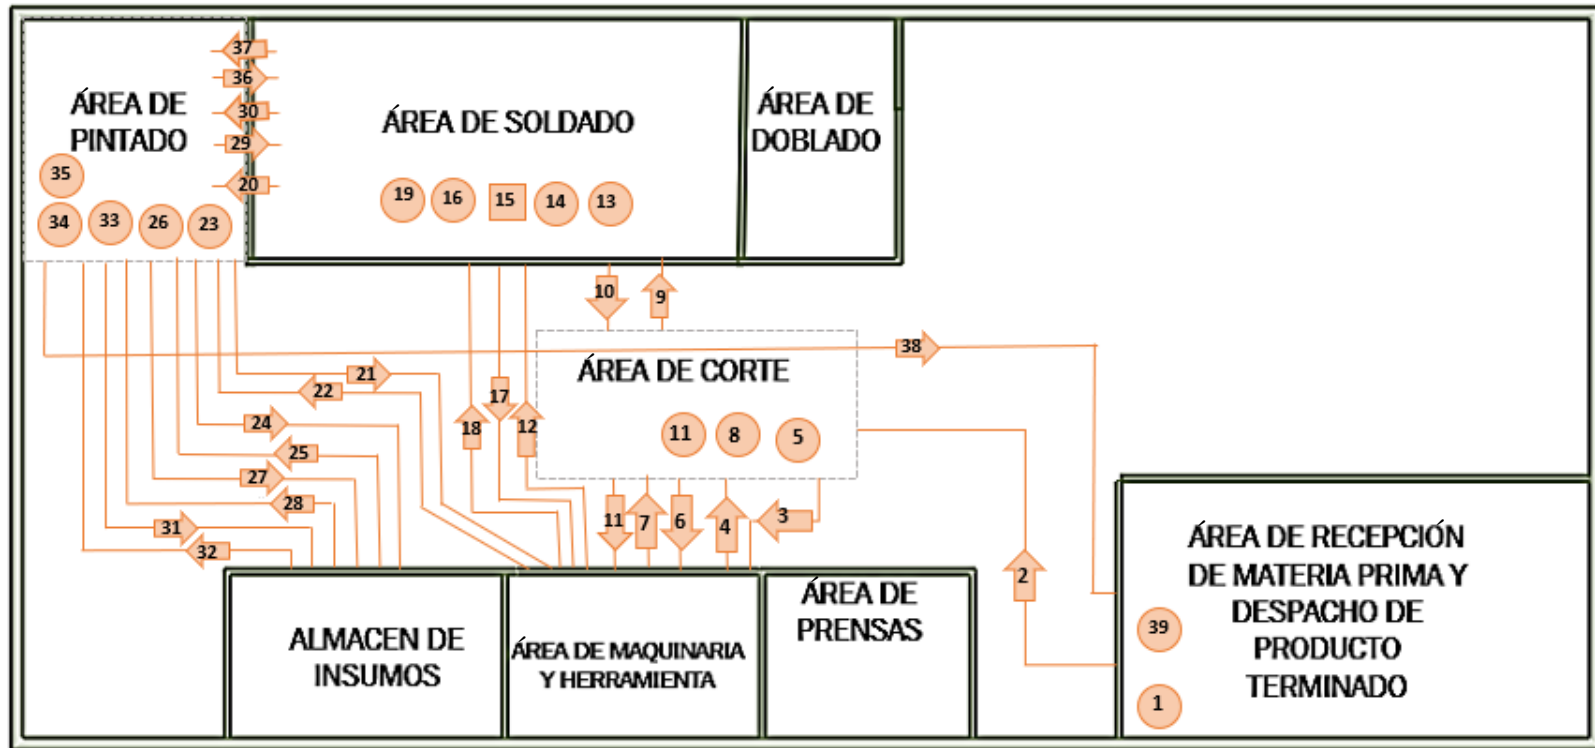 37
36
30
29
20
ÁREA DE
PINTADO
35
34
33
26
23
ÁREA DE SOLDADO
19
16
15
14
13
ÁREA DE
DOBLADO
10
9
38
ÁREA DE CORTE
11
8
5
21
22
24
25
27
28
31
32
18
17
12
11
7
6
4
3
2
ALMACEN DE
INSUMOS
ÁREA DE MAQUINARIA
Y HERRAMIENTA
ÁREA DE
PRENSAS
ÁREA DE RECEPCIÓN
DE MATERIA PRIMA Y
DESPACHO DE
PRODUCTO
TERMINADO
39
1